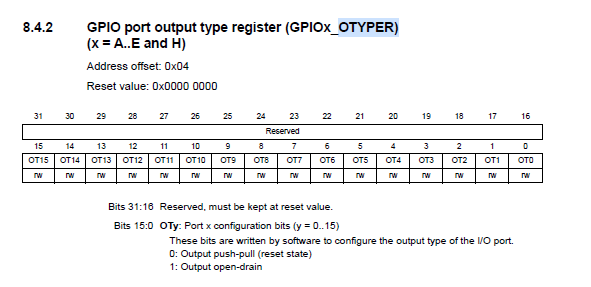 8.4.2 GPIO port output type register (GPIOx_OTYPER)
(x = A..E and H)
Address offset: 0x04
Reset value: 0x0000 0000
31 30 29 28 27 26 25 24 23 22 21 20 19 18 17 16
Reserved
15 14 13 12 11 10 9 8 7 6 5 4 3 2 1 0
OT15 OT14 OT13 OT12 OT11 OT10 OT9 OT8 OT7 OT6 OT5 OT4 OT3 OT2 OT1 OT0
rw rw rw rw rw rw rw rw rw rw rw rw rw rw rw rw
Bits 31:16 Reserved, must be kept at reset value.
Bits 15:0 OTy: Port x configuration bits (y = 0..15)
These bits are written by software to configure the output type of the I/O port.
0: Output push-pull (reset state)
1: Output open-drain